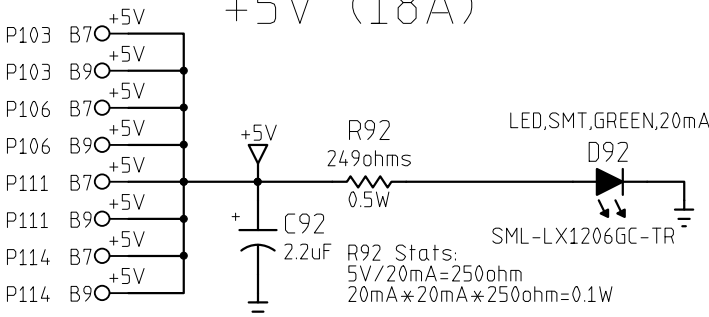 +5V (18A)
P103 B7 +5V
P103 B9 +5V
P106 B7 +5V
P106 B9 +5V
P111 B7 +5V
P111 B9 +5V
P114 B7 +5V
P114 B9 +5V
+5V
R92
249ohms
0.5W
LED,SMT,GREEN,20mA
D92
SML-LX1206GC-TR
+
C92
2.2uF
R92 Stats:
5V/20mA=250ohm
20mA*20mA*250ohm=0.1W